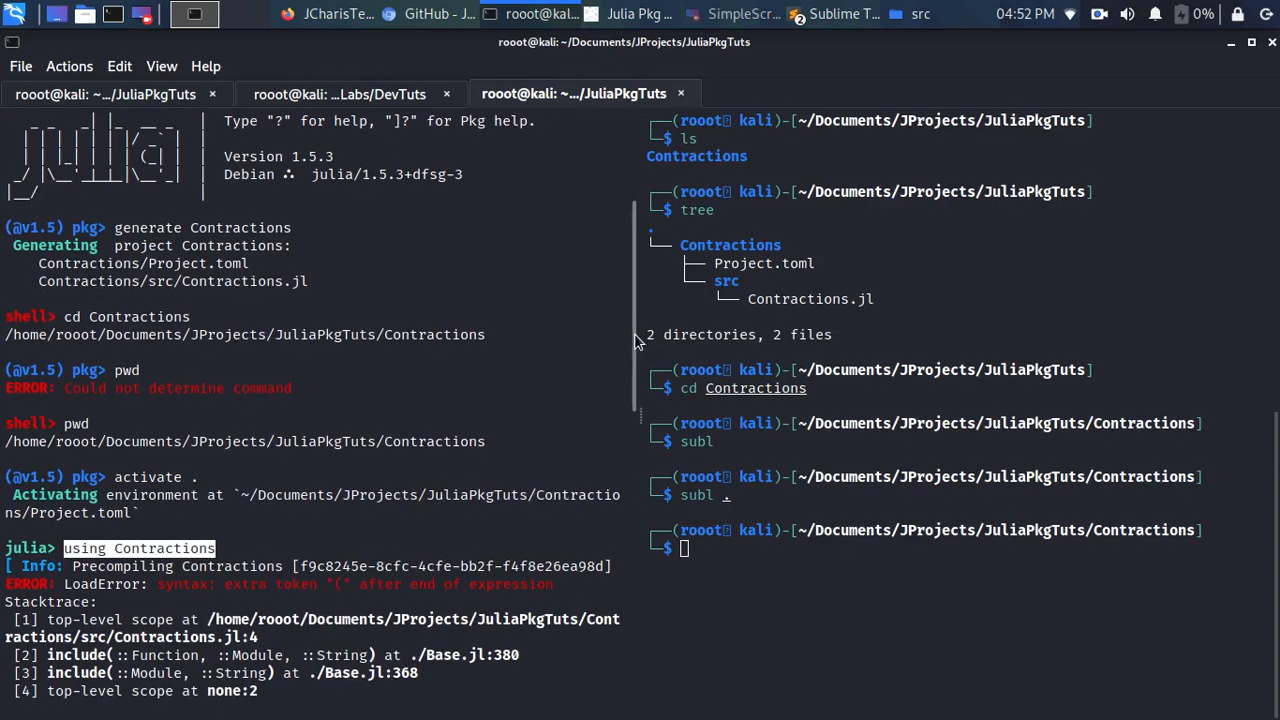 JCharisTe...
GitHub - J...
rooot@kal...
Julia Pkg ...
SimpleScr...
2
Sublime T...
src
04:52 PM
0%
rooot@kali: ~/Documents/JProjects/JuliaPkgTuts
File Actions Edit View Help
rooot@kali: ~.../JuliaPkgTuts ×
rooot@kali: ...Labs/DevTuts ×
rooot@kali: ~.../JuliaPkgTuts ×
Type "?" for help, "]?" for Pkg help.
Version 1.5.3
Debian ∴ julia/1.5.3+dfsg-3
(@v1.5) pkg> generate Contractions
Generating project Contractions:
Contractions/Project.toml
Contractions/src/Contractions.jl
shell> cd Contractions
/home/rooot/Documents/JProjects/JuliaPkgTuts/Contractions
(@v1.5) pkg> pwd
ERROR: Could not determine command
shell> pwd
/home/rooot/Documents/JProjects/JuliaPkgTuts/Contractions
(@v1.5) pkg> activate .
Activating environment at `~/Documents/JProjects/JuliaPkgTuts/Contractio
ns/Project.toml`
julia> using Contractions
[ Info: Precompiling Contractions [f9c8245e-8cfc-4cfe-bb2f-f4f8e26ea98d]
ERROR: LoadError: syntax: extra token "(" after end of expression
Stacktrace:
[1] top-level scope at /home/rooot/Documents/JProjects/JuliaPkgTuts/Cont
ractions/src/Contractions.jl:4
[2] include(::Function, ::Module, ::String) at ./Base.jl:380
[3] include(::Module, ::String) at ./Base.jl:368
[4] top-level scope at none:2
┌──(rooot kali)-[~/Documents/JProjects/JuliaPkgTuts]
└─$ ls
Contractions
┌──(rooot kali)-[~/Documents/JProjects/JuliaPkgTuts]
└─$ tree
.
└── Contractions
├── Project.toml
└── src
└── Contractions.jl
2 directories, 2 files
┌──(rooot kali)-[~/Documents/JProjects/JuliaPkgTuts]
└─$ cd Contractions
┌──(rooot kali)-[~/Documents/JProjects/JuliaPkgTuts/Contractions]
└─$ subl
┌──(rooot kali)-[~/Documents/JProjects/JuliaPkgTuts/Contractions]
└─$ subl .
┌──(rooot kali)-[~/Documents/JProjects/JuliaPkgTuts/Contractions]
└─$